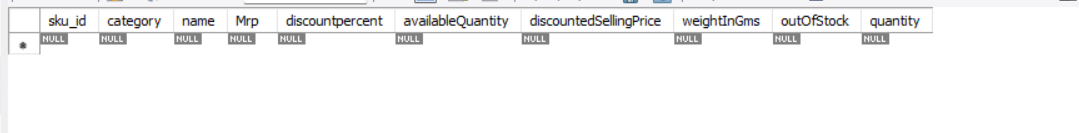 sku_id category name Mrp discountpercent availableQuantity discountedSellingPrice weightInGms outOfStock quantity
NULL NULL NULL NULL NULL NULL NULL NULL NULL NULL